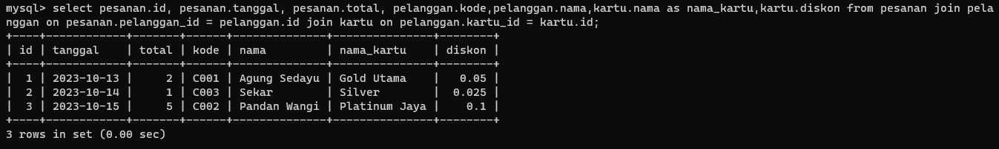 mysql> select pesanan.id, pesanan.tanggal, pesanan.total, pelanggan.kode,pelanggan.nama,kartu.nama as nama_kartu,kartu.diskon from pesanan join pela
nggan on pesanan.pelanggan_id = pelanggan.id join kartu on pelanggan.kartu_id = kartu.id;
+----+------------+-------+------+--------------+---------------+--------+
| id | tanggal    | total | kode | nama         | nama_kartu    | diskon |
+----+------------+-------+------+--------------+---------------+--------+
|  1 | 2023-10-13 |     2 | C001 | Agung Sedayu | Gold Utama    |   0.05 |
|  2 | 2023-10-14 |     1 | C003 | Sekar        | Silver        |  0.025 |
|  3 | 2023-10-15 |     5 | C002 | Pandan Wangi | Platinum Jaya |    0.1 |
+----+------------+-------+------+--------------+---------------+--------+
3 rows in set (0.00 sec)